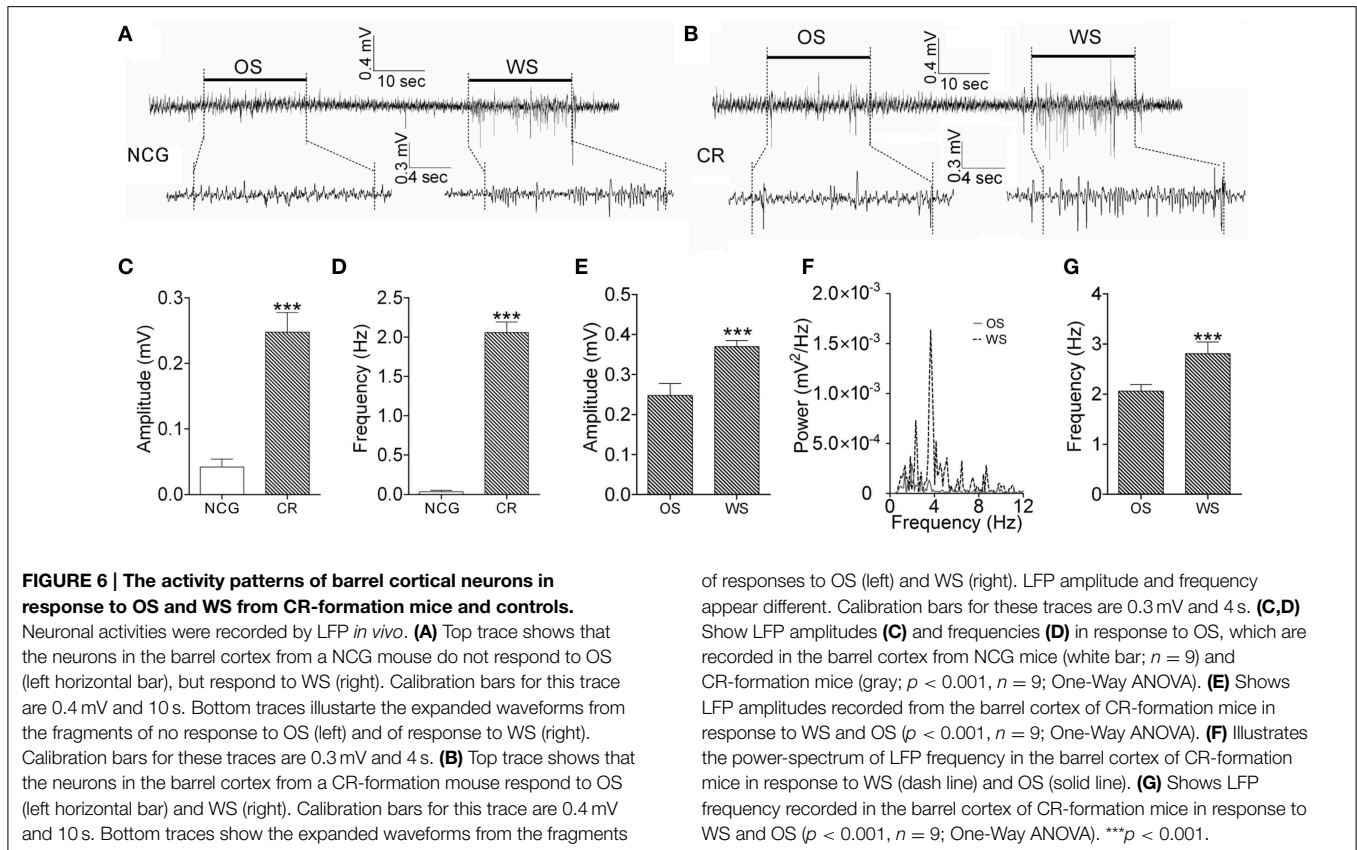 A
B
0.4 mV
10 sec
OS
WS
0.4 mV
10 sec
OS
WS
NCG
0.3 mV
4 sec
CR
0.3 mV
4 sec
C
D
E
F
G
0.3
0.2
0.1
0.0
Amplitude (mV)
NCG
CR
***
2.5
2.0
1.5
1.0
0.5
0.0
Frequency (Hz)
NCG
CR
***
0.5
0.4
0.3
0.2
0.1
0.0
Amplitude (mV)
OS
WS
***
2.0×10⁻³
1.5×10⁻³
1.0×10⁻³
5.0×10⁻⁴
0
Power (mV²/Hz)
OS
WS
0 4 8 12
Frequency (Hz)
4
3
2
1
0
Frequency (Hz)
OS
WS
***
FIGURE 6 | The activity patterns of barrel cortical neurons in
response to OS and WS from CR-formation mice and controls.
Neuronal activities were recorded by LFP in vivo. (A) Top trace shows that
the neurons in the barrel cortex from a NCG mouse do not respond to OS
(left horizontal bar), but respond to WS (right). Calibration bars for this trace
are 0.4 mV and 10 s. Bottom traces illustarte the expanded waveforms from
the fragments of no response to OS (left) and of response to WS (right).
Calibration bars for these traces are 0.3 mV and 4 s. (B) Top trace shows that
the neurons in the barrel cortex from a CR-formation mouse respond to OS
(left horizontal bar) and WS (right). Calibration bars for this trace are 0.4 mV
and 10 s. Bottom traces show the expanded waveforms from the fragments
of responses to OS (left) and WS (right). LFP amplitude and frequency
appear different. Calibration bars for these traces are 0.3 mV and 4 s. (C,D)
Show LFP amplitudes (C) and frequencies (D) in response to OS, which are
recorded in the barrel cortex from NCG mice (white bar; n = 9) and
CR-formation mice (gray; p < 0.001, n = 9; One-Way ANOVA). (E) Shows
LFP amplitudes recorded from the barrel cortex of CR-formation mice in
response to WS and OS (p < 0.001, n = 9; One-Way ANOVA). (F) Illustrates
the power-spectrum of LFP frequency in the barrel cortex of CR-formation
mice in response to WS (dash line) and OS (solid line). (G) Shows LFP
frequency recorded in the barrel cortex of CR-formation mice in response to
WS and OS (p < 0.001, n = 9; One-Way ANOVA). ***p < 0.001.